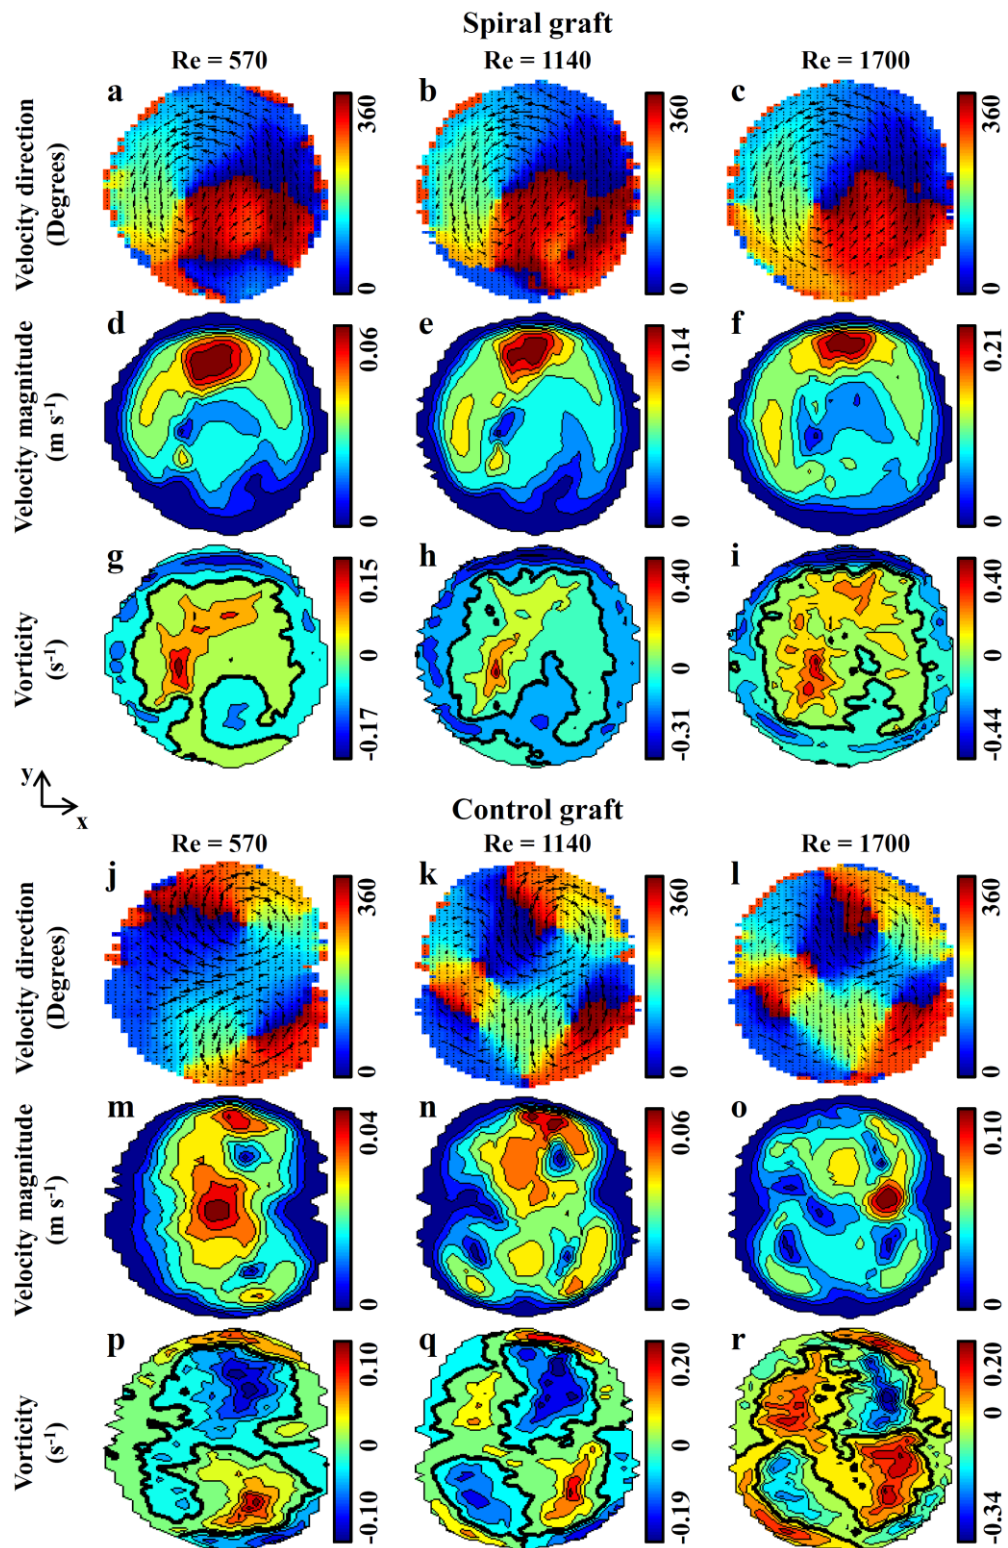 Spiral graft
Re = 570 Re = 1140 Re = 1700
Velocity direction
(Degrees)
a 360 0 b 360 0 c 360 0
Velocity magnitude
(m s⁻¹)
d 0.06 0 e 0.14 0 f 0.21 0
Vorticity
(s⁻¹)
g 0.15 0 -0.17 h 0.40 0 -0.31 i 0.40 0 -0.44
y
x
Control graft
Re = 570 Re = 1140 Re = 1700
Velocity direction
(Degrees)
j 360 0 k 360 0 l 360 0
Velocity magnitude
(m s⁻¹)
m 0.04 0 n 0.06 0 o 0.10 0
Vorticity
(s⁻¹)
p 0.10 0 -0.10 q 0.20 0 -0.19 r 0.20 0 -0.34